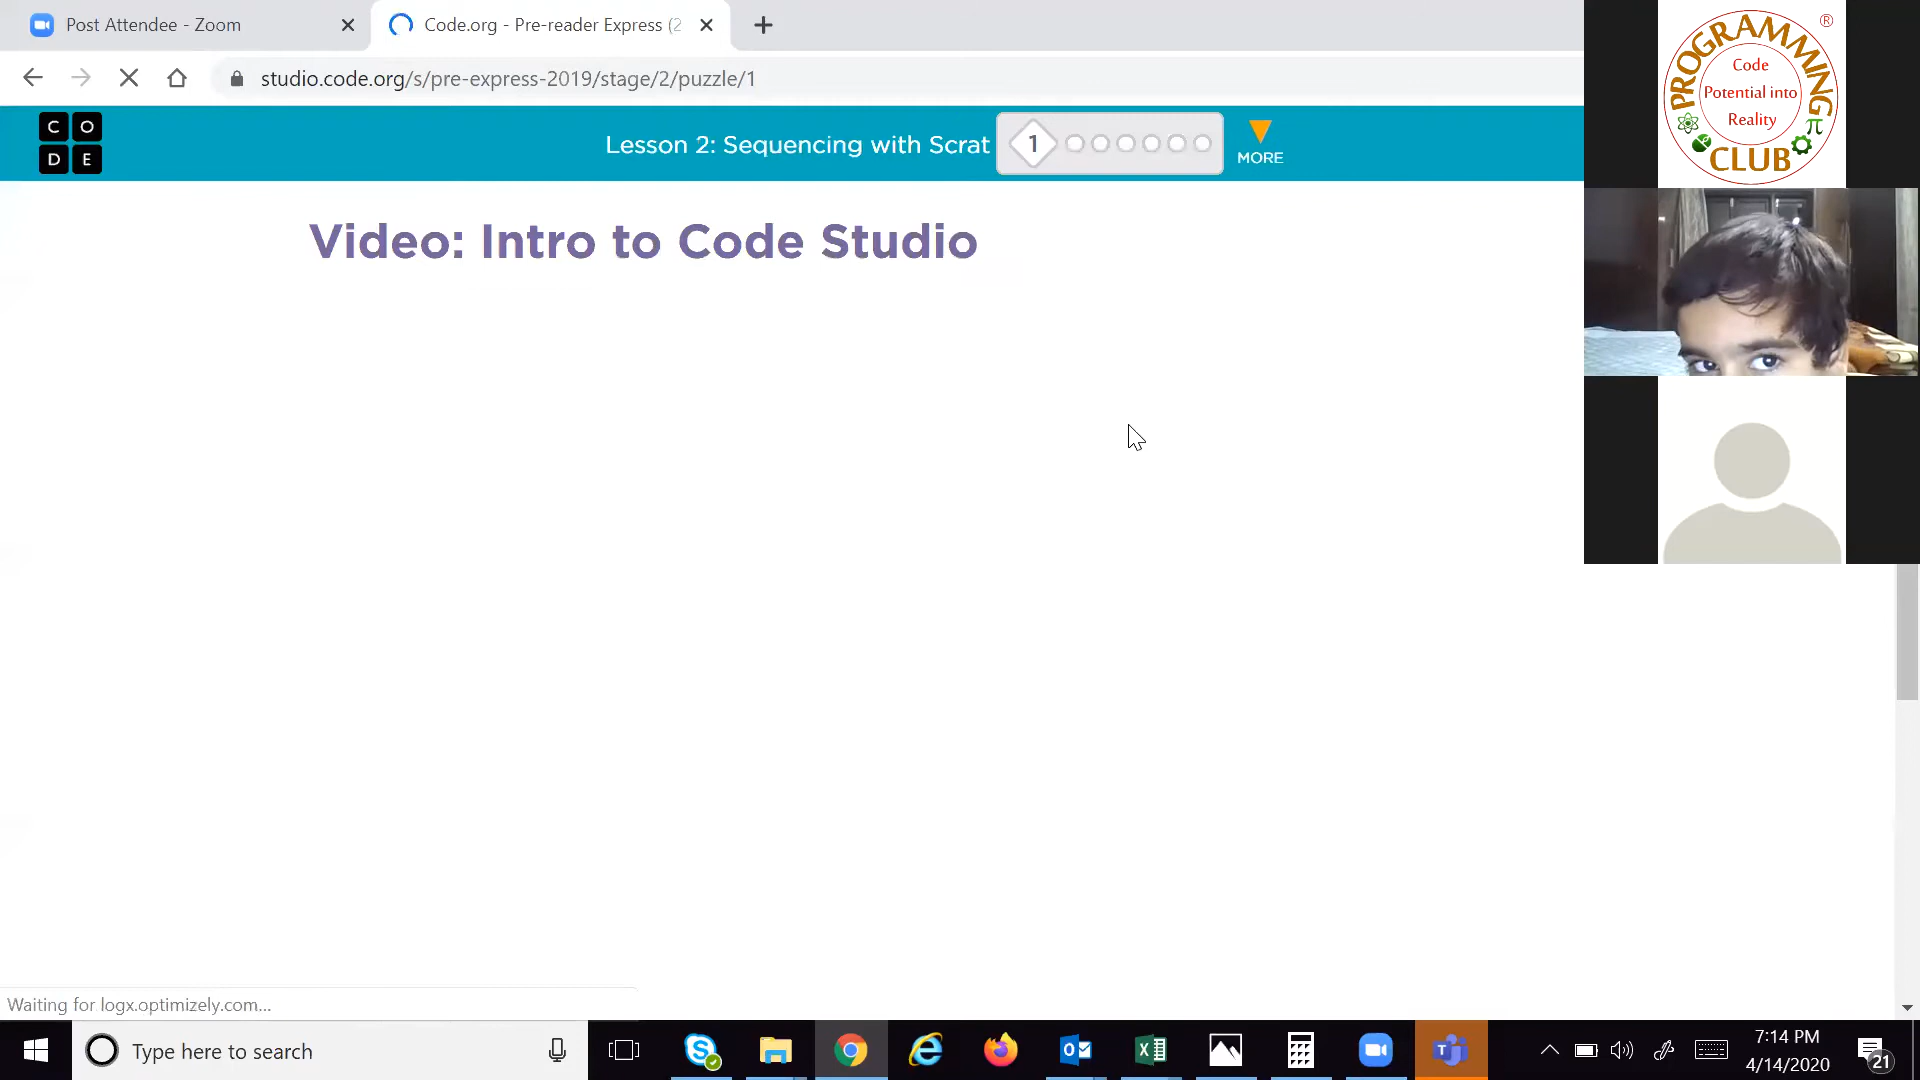 Post Attendee - Zoom
Code.org - Pre-reader Express (2
studio.code.org/s/pre-express-2019/stage/2/puzzle/1
C O
D E
Lesson 2: Sequencing with Scrat
1
MORE
Video: Intro to Code Studio
PROGRAMMING
®
Code
Potential into
Reality
π
CLUB
Waiting for logx.optimizely.com...
Type here to search
7:14 PM
4/14/2020
21